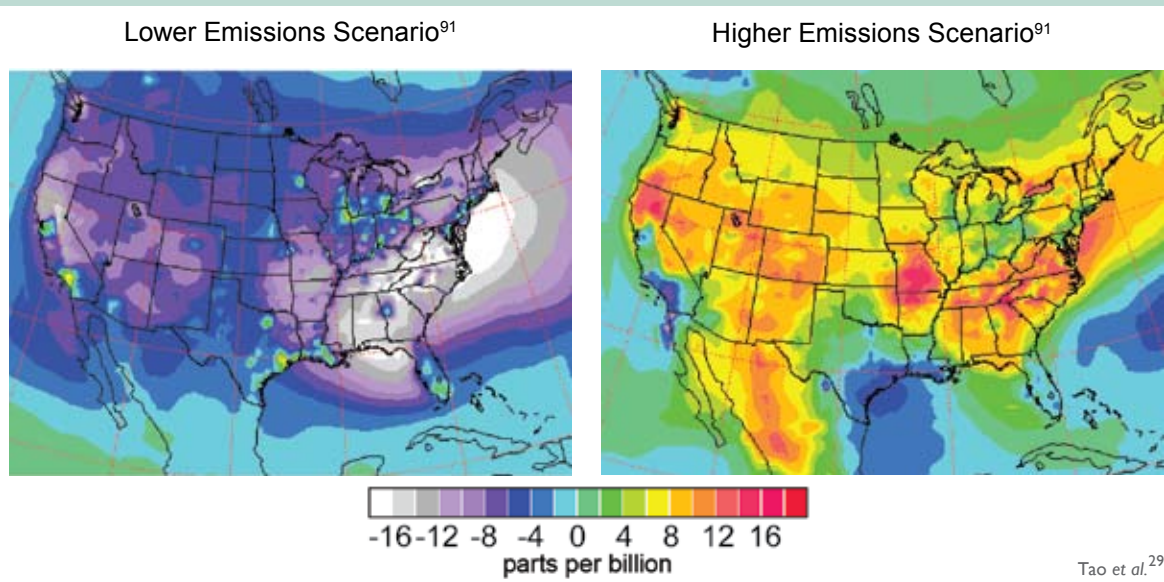 Lower Emissions Scenario⁹¹
Higher Emissions Scenario⁹¹
-16 -12 -8 -4 0 4 8 12 16
parts per billion
Tao et al.²⁹